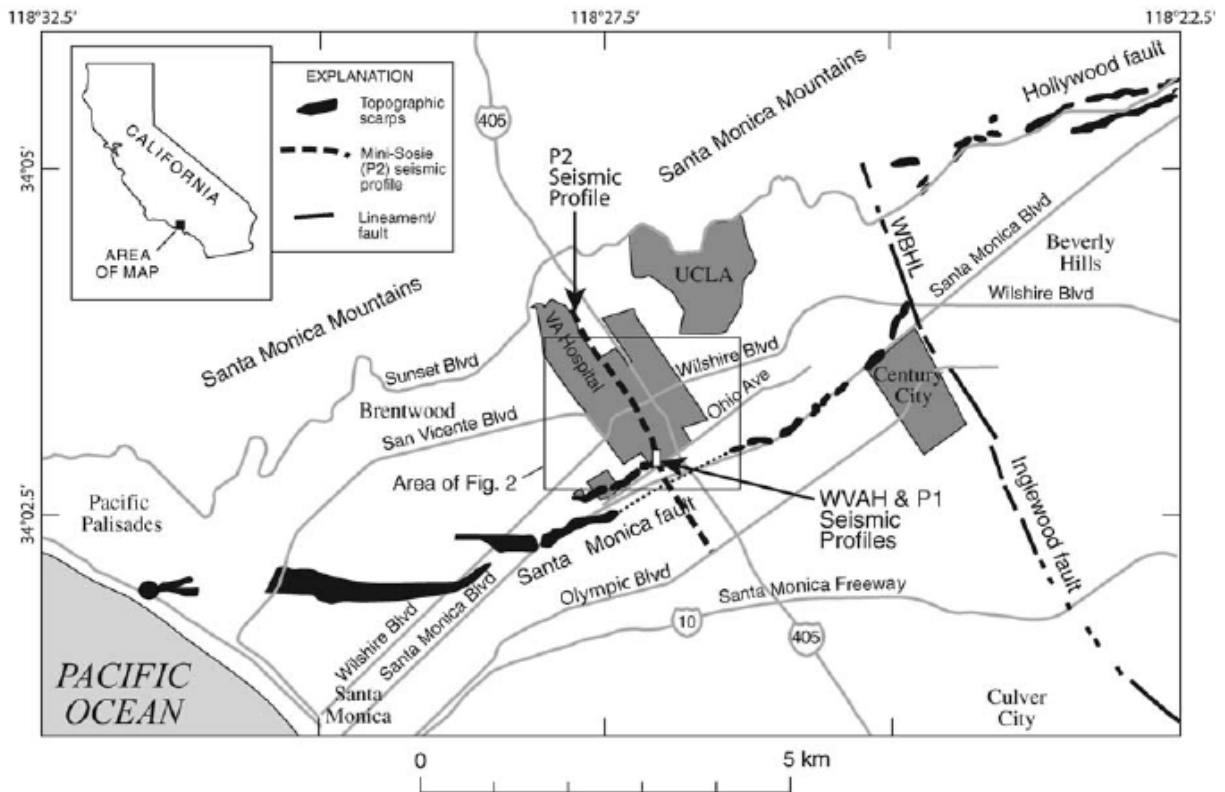 118°32.5'
118°27.5'
118°22.5'
34°05'
34°02.5'
CALIFORNIA
AREA
OF MAP
EXPLANATION
Topographic
scarps
Mini-Sosie
(P2) seismic
profile
Lineament/
fault
405
Santa Monica Mountains
Hollywood fault
P2
Seismic
Profile
UCLA
WBHL
Santa Monica Blvd
Beverly
Hills
Wilshire Blvd
Santa Monica Mountains
Sunset Blvd
VA Hospital
Wilshire Blvd
Ohio Ave
Century
City
Brentwood
San Vicente Blvd
Area of Fig. 2
Pacific
Palisades
WVAH & P1
Seismic
Profiles
Inglewood fault
Santa Monica fault
Olympic Blvd
Santa Monica Freeway
10
405
Wilshire Blvd
Santa Monica Blvd
Santa
Monica
PACIFIC
OCEAN
Culver
City
0
5 km